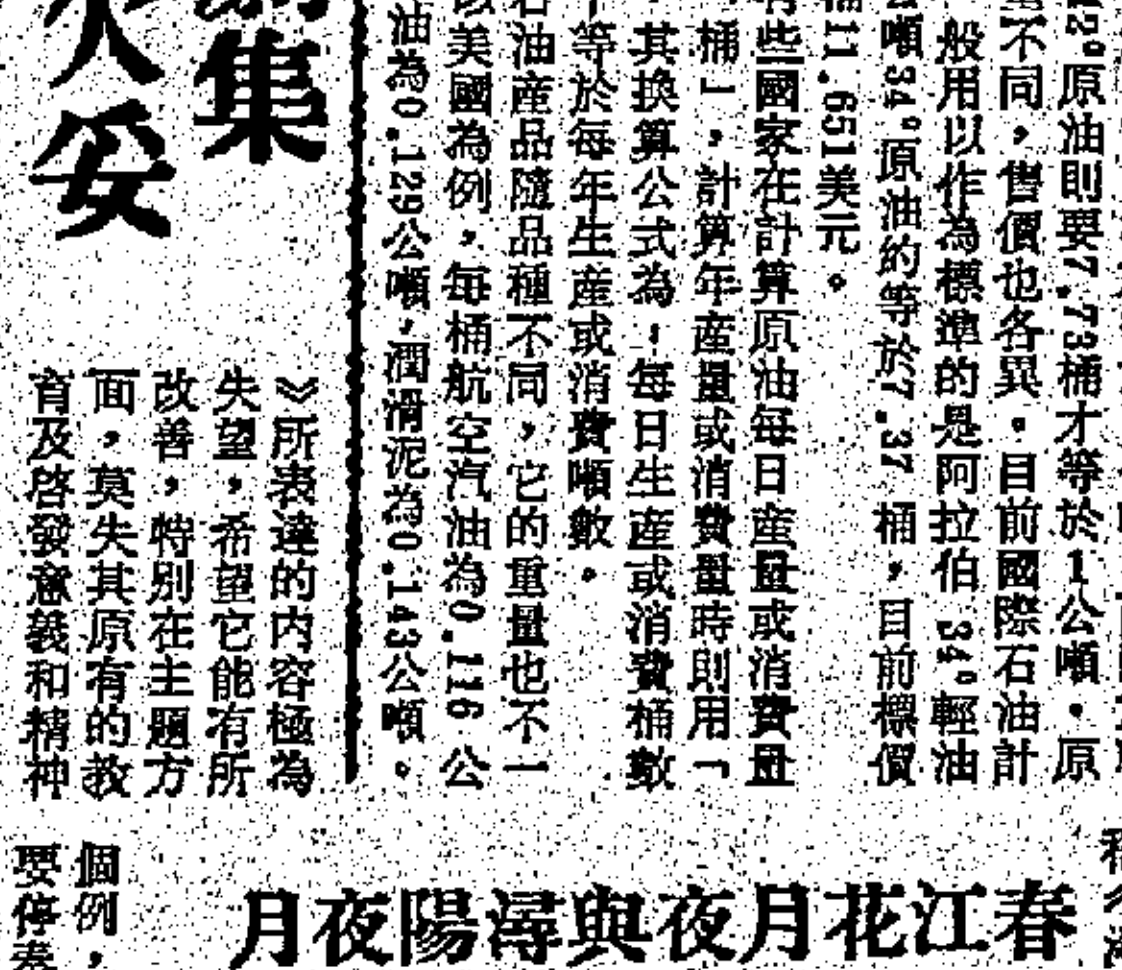 12°原油則要7.73桶才等於1公噸。原
不同，售價也各異。目前國際石油計
般用以作為標準的是阿拉伯34°輕油
噸34°原油約等於7.37桶，目前標價
11.651美元。
些國家在計算原油每日產量或消費量
桶」，計算年產量或消費量時則用「
其換算公式為：每日生產或消費桶數
等於每年生產或消費噸數。
油產品隨品種不同，它的重量也不一
美國為例，每桶航空汽油為0.116公
油為0.129公噸，潤滑泥為0.143公噸。
集
人妥
》所表達的內容極為
失望，希望它能有所
改善，特別在主題方
面，莫失其原有的教
育及啓發意義和精神
春江花月夜與潯陽夜月
個例，
要停奏